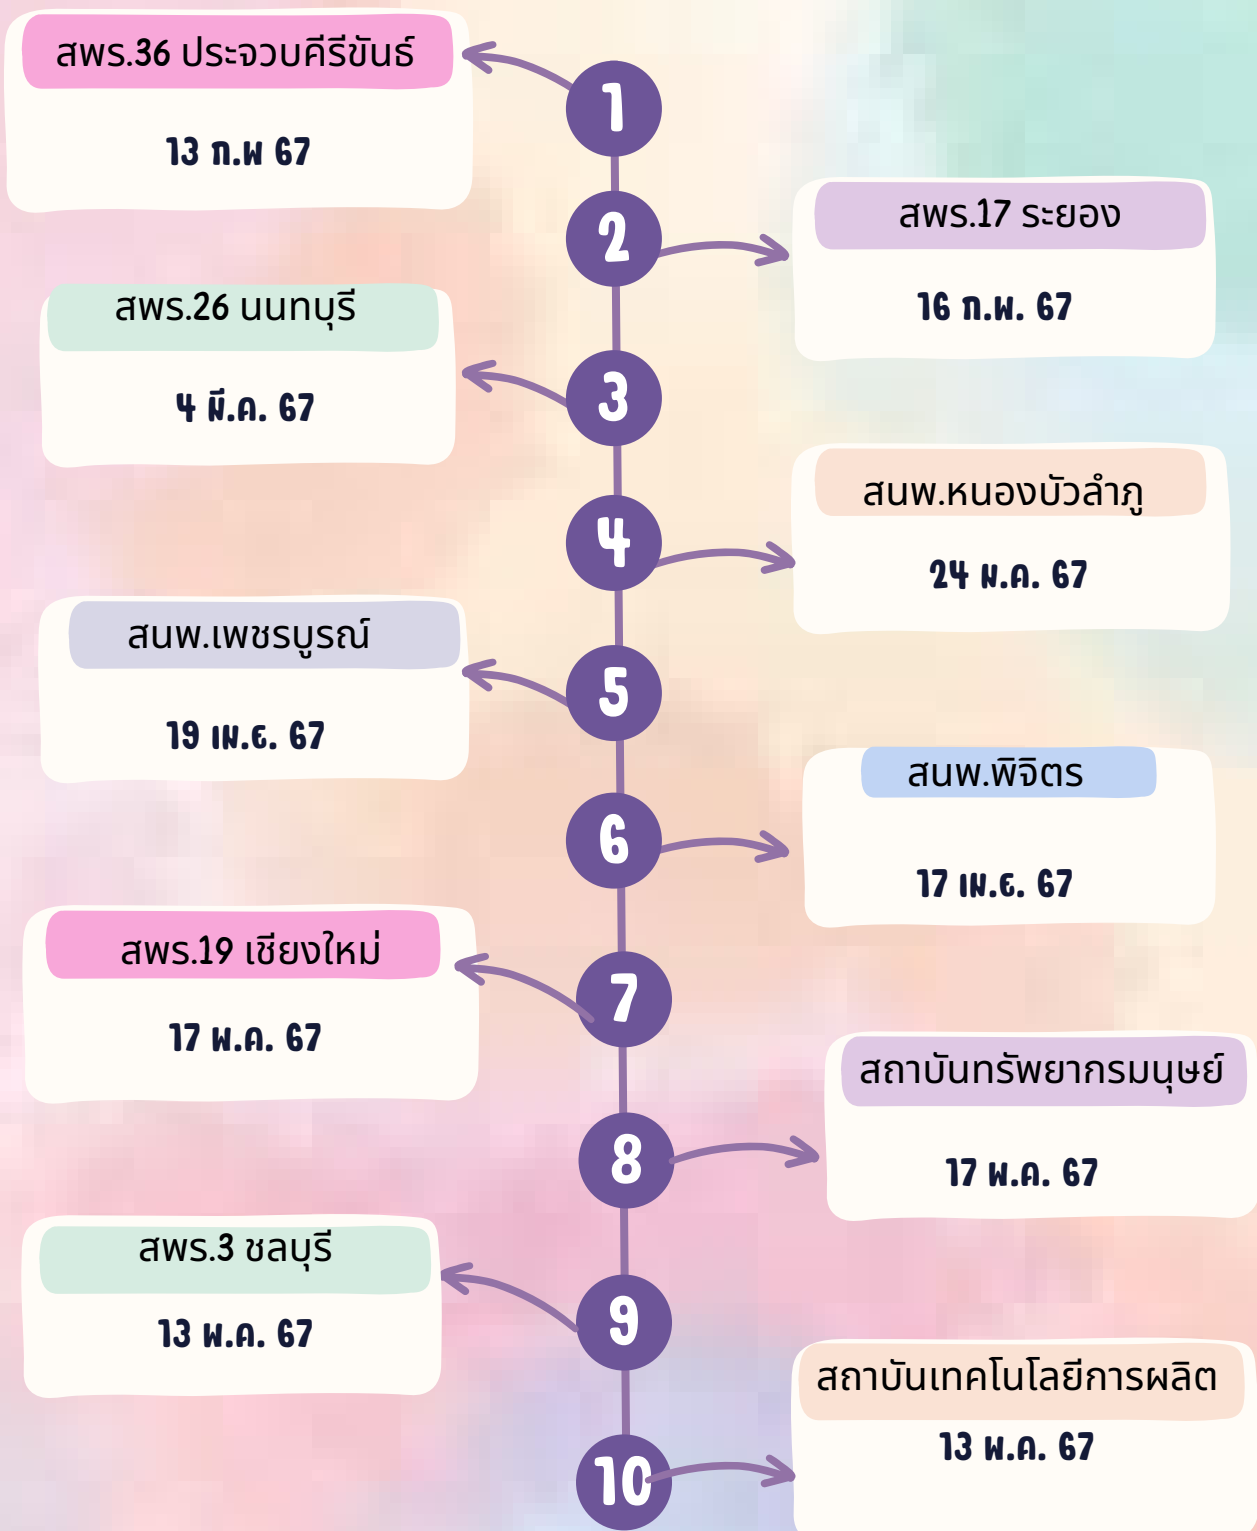 สพร.36 ประจวบคีรีขันธ์
13 ก.พ 67
1
2
สพร.17 ระยอง
16 ก.พ. 67
สพร.26 นนทบุรี
4 มี.ค. 67
3
4
สนพ.หนองบัวลำภู
24 ม.ค. 67
สนพ.เพชรบูรณ์
19 เม.ย. 67
5
6
สนพ.พิจิตร
17 เม.ย. 67
สพร.19 เชียงใหม่
17 พ.ค. 67
7
8
สถาบันทรัพยากรมนุษย์
17 พ.ค. 67
สพร.3 ชลบุรี
13 พ.ค. 67
9
10
สถาบันเทคโนโลยีการผลิต
13 พ.ค. 67